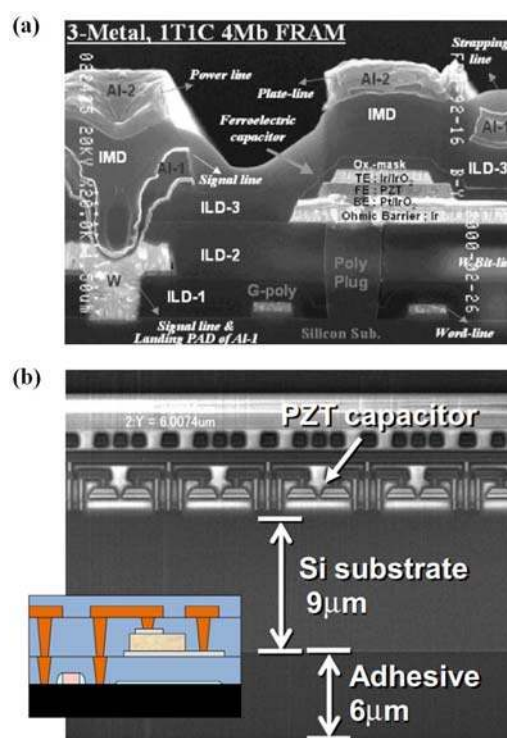 (a)
3-Metal, 1T1C 4Mb FRAM
Strapping line
Al-2
Power line
Al-2
Plate-line
IMD
Ferroelectric capacitor
IMD
Al-1
Al-1
Signal line
Ox.-mask
TE : Ir/IrO2
FE : PZT
BE : Pt/IrO2
Ohmic Barrier : Ir
ILD-3
ILD-3
ILD-2
W
Poly Plug
W Bit-li
ILD-1
G-poly
Signal line & Landing PAD of Al-1
Silicon Sub.
Word-line
(b)
2:Y = 6.0074um
PZT capacitor
Si substrate
9μm
Adhesive
6μm